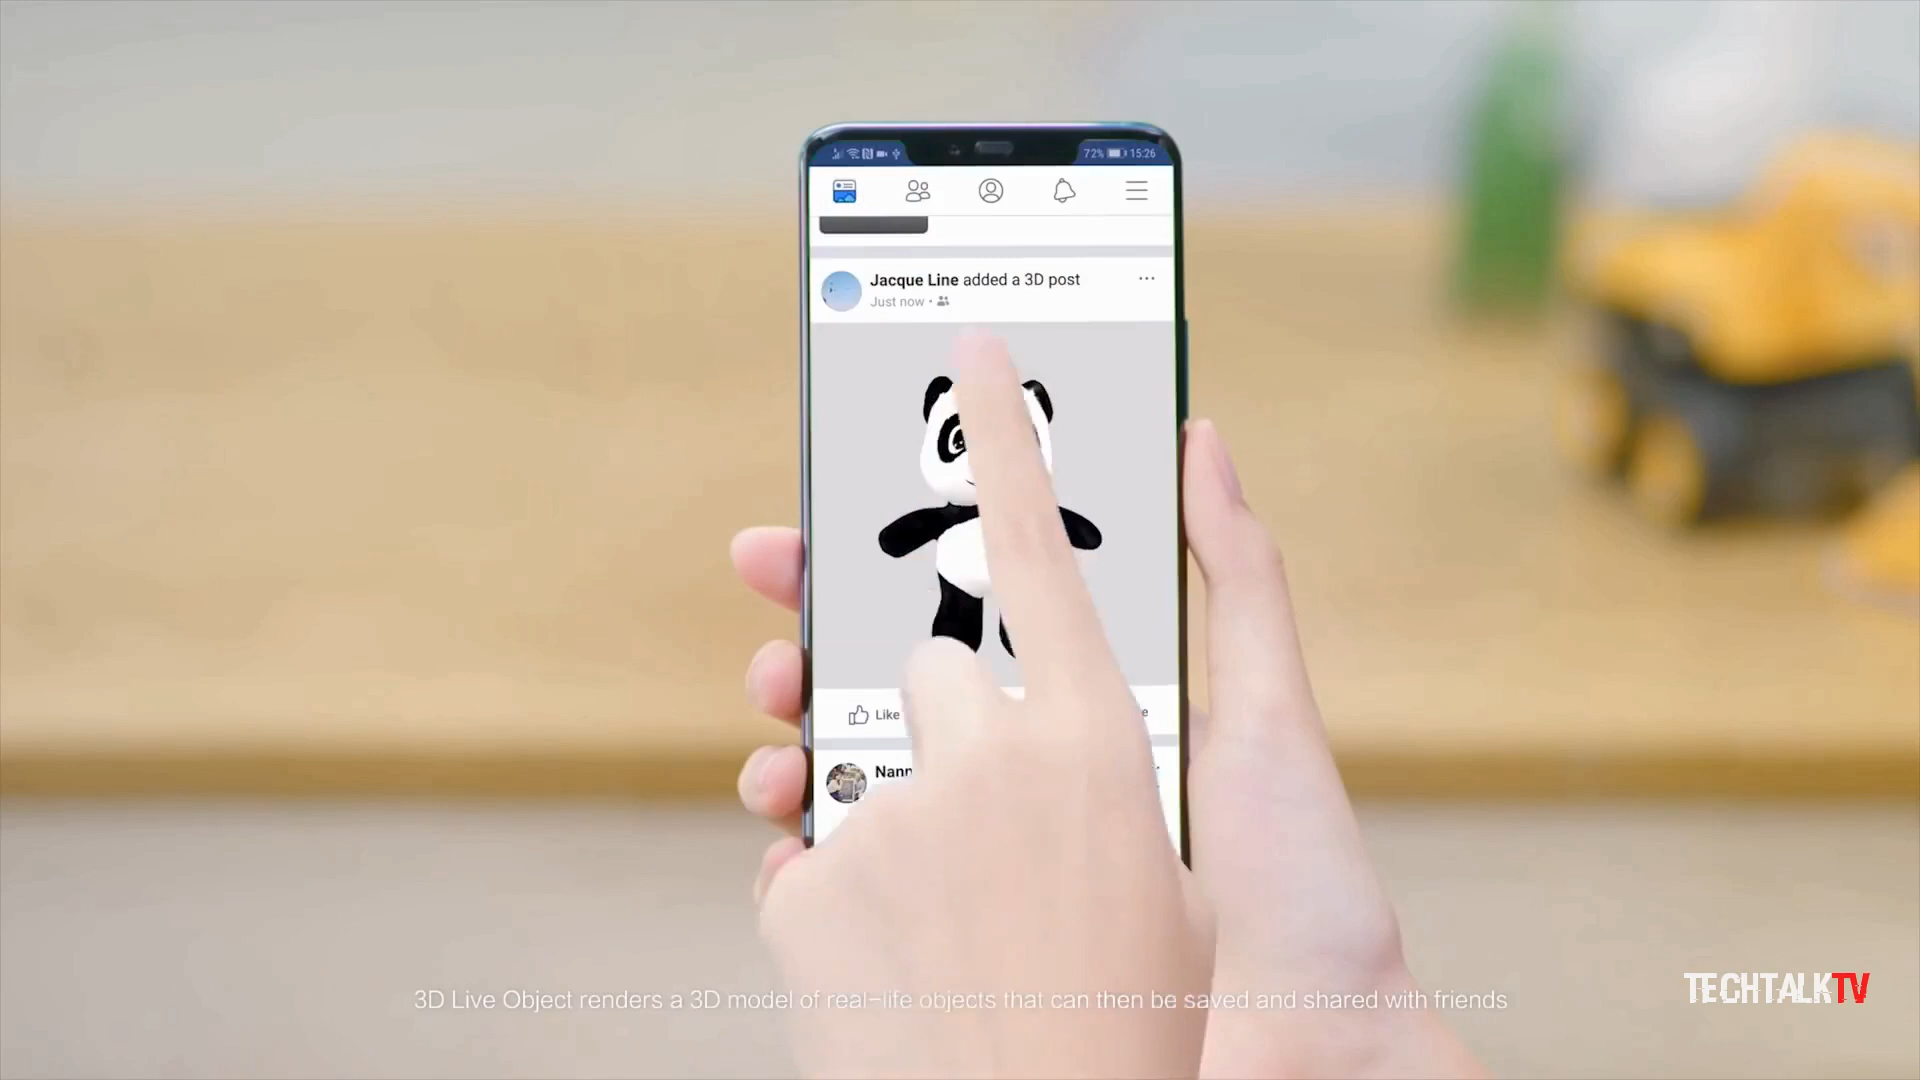 72% 15:26
Jacque Line added a 3D post
Just now
Like
3D Live Object renders a 3D model of real-life objects that can then be saved and shared with friends
TECHTALKTV